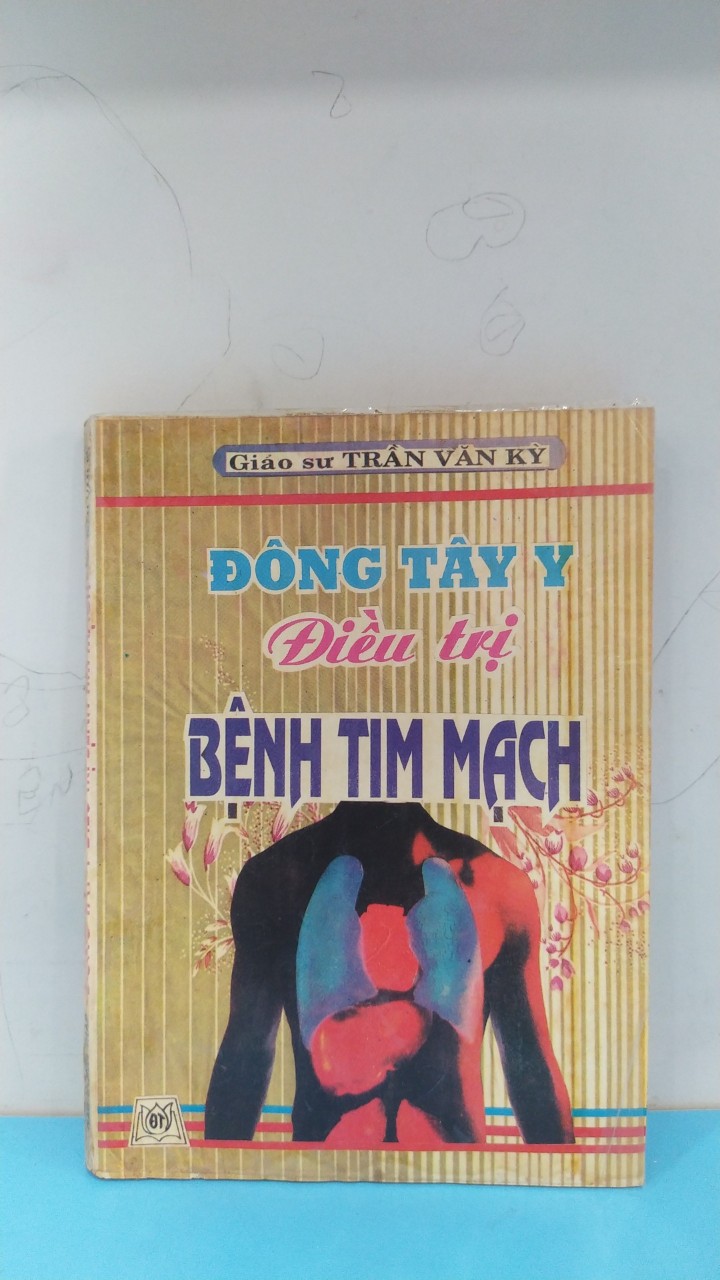 Giáo sư TRẦN VĂN KỲ
ĐÔNG TÂY Y
Điều trị
BỆNH TIM MẠCH